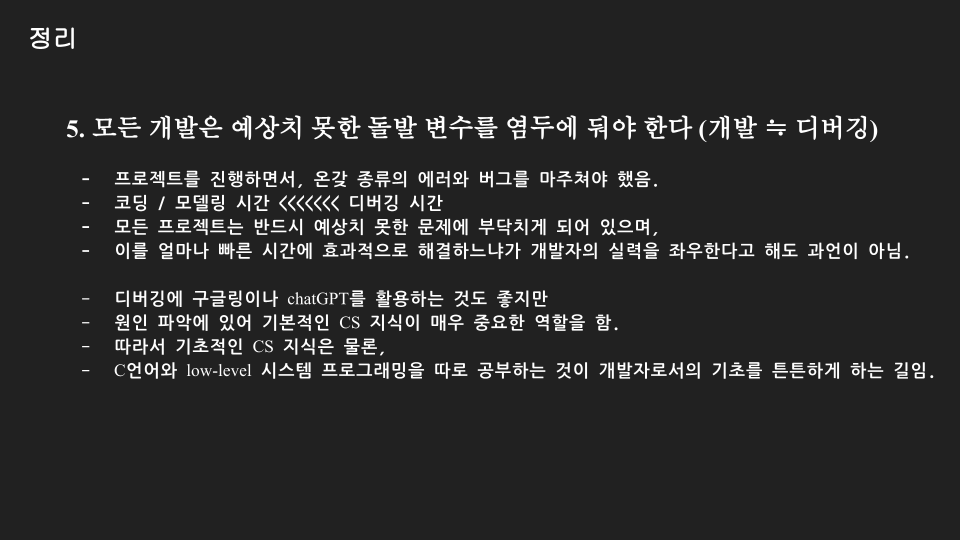 정리
5. 모든 개발은 예상치 못한 돌발 변수를 염두에 둬야 한다 (개발 ≒ 디버깅)
- 프로젝트를 진행하면서, 온갖 종류의 에러와 버그를 마주쳐야 했음.
- 코딩 / 모델링 시간 <<<<<<< 디버깅 시간
- 모든 프로젝트는 반드시 예상치 못한 문제에 부닥치게 되어 있으며,
- 이를 얼마나 빠른 시간에 효과적으로 해결하느냐가 개발자의 실력을 좌우한다고 해도 과언이 아님.
- 디버깅에 구글링이나 chatGPT를 활용하는 것도 좋지만
- 원인 파악에 있어 기본적인 CS 지식이 매우 중요한 역할을 함.
- 따라서 기초적인 CS 지식은 물론,
- C언어와 low-level 시스템 프로그래밍을 따로 공부하는 것이 개발자로서의 기초를 튼튼하게 하는 길임.